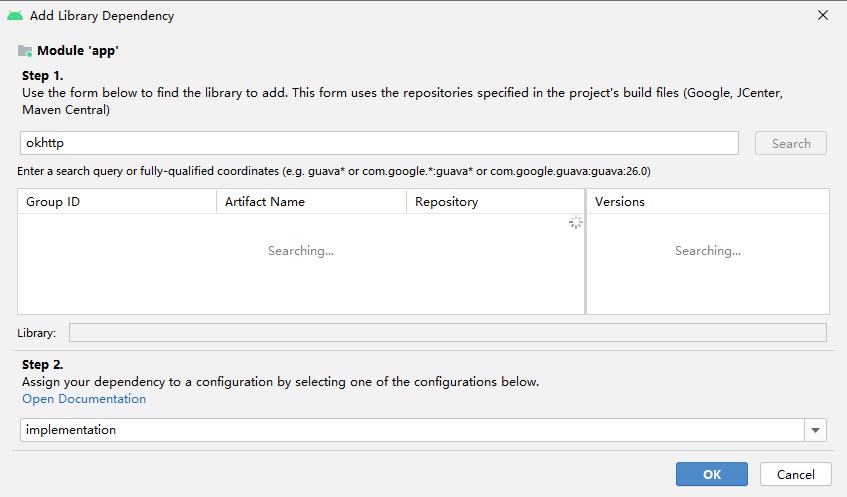 Add Library Dependency
Module 'app'
Step 1.
Use the form below to find the library to add. This form uses the repositories specified in the project's build files (Google, JCenter,
Maven Central)
okhttp
Search
Enter a search query or fully-qualified coordinates (e.g. guava* or com.google.*:guava* or com.google.guava:guava:26.0)
Group ID Artifact Name Repository Versions
Searching... Searching...
Library:
Step 2.
Assign your dependency to a configuration by selecting one of the configurations below.
Open Documentation
implementation
OK Cancel